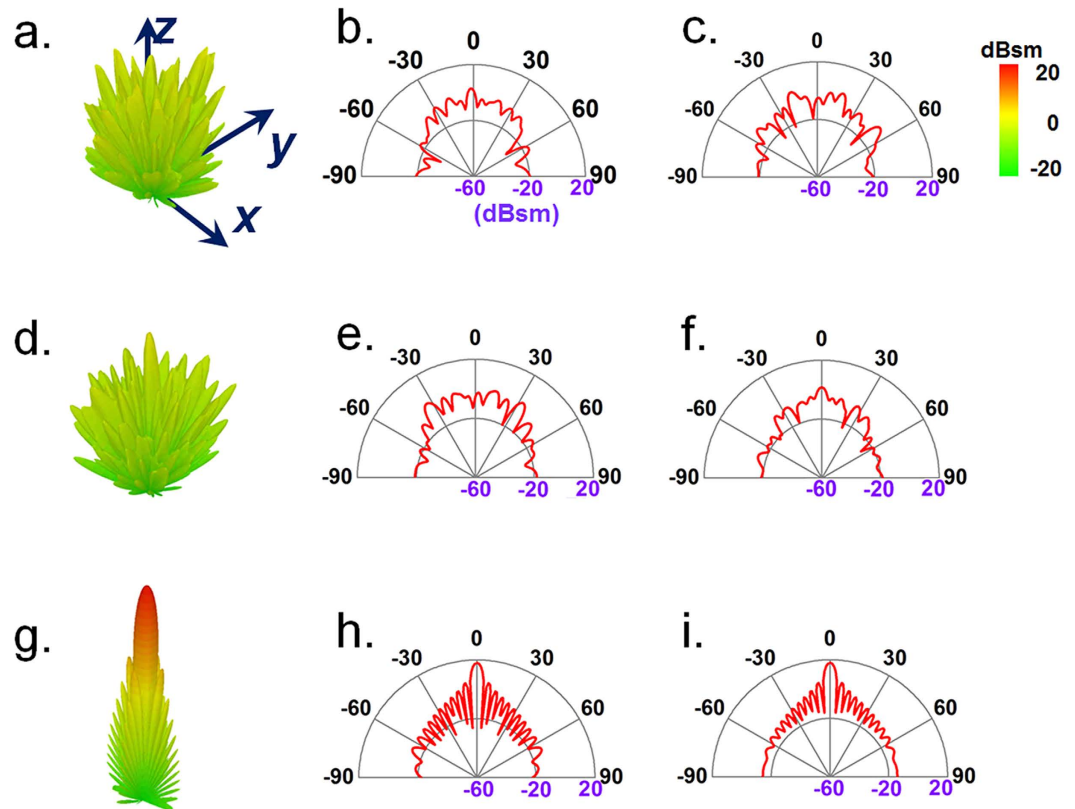 a. z y x
b. 0 -30 30 -60 60 -90 90 -60 -20 20
(dBsm)
c. 0 -30 30 -60 60 -90 90 -60 -20 20
dBsm
20
0
-20
d.
e. 0 -30 30 -60 60 -90 90 -60 -20 20
f. 0 -30 30 -60 60 -90 90 -60 -20 20
g.
h. 0 -30 30 -60 60 -90 90 -60 -20 20
i. 0 -30 30 -60 60 -90 90 -60 -20 20